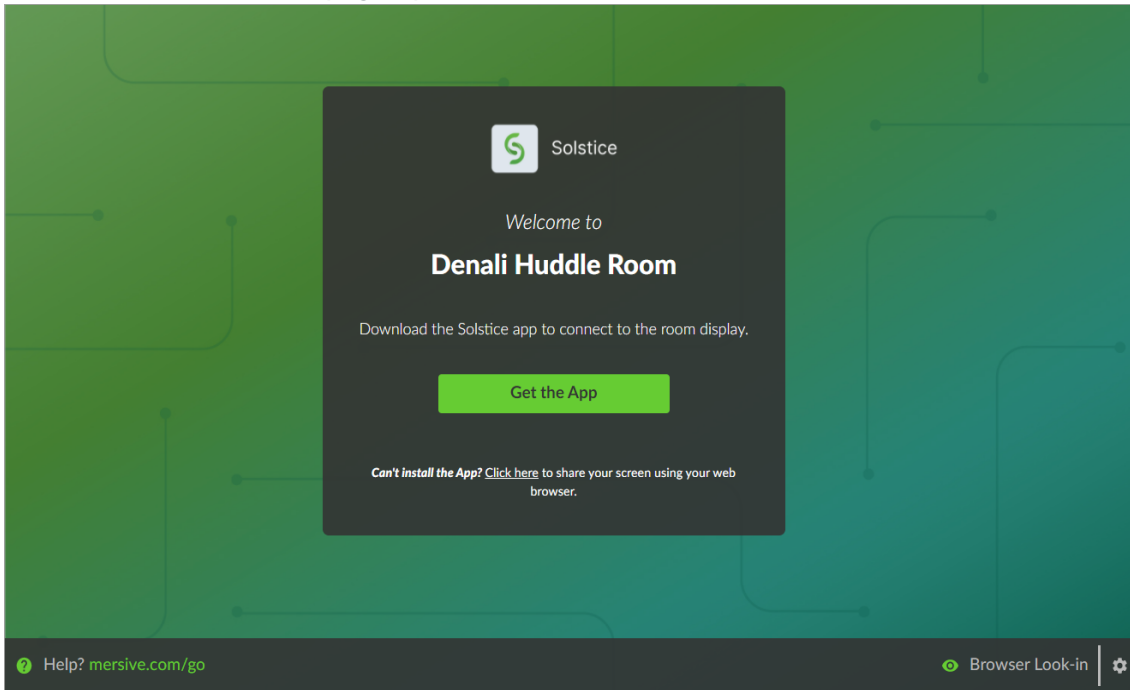 Solstice
Welcome to
Denali Huddle Room
Download the Solstice app to connect to the room display.
Get the App
Can't install the App? Click here to share your screen using your web
browser.
Help? mersive.com/go
Browser Look-in